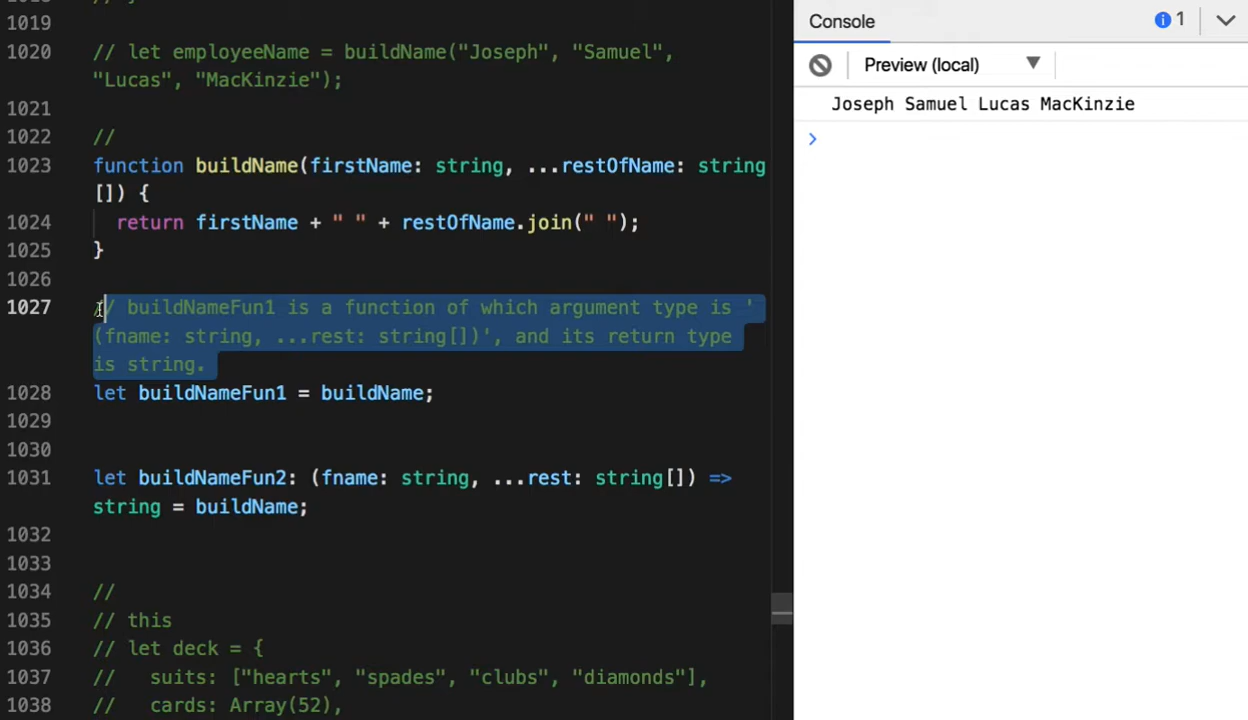 1019
1020 // let employeeName = buildName("Joseph", "Samuel",
"Lucas", "MacKinzie");
1021
1022 //
1023 function buildName(firstName: string, ...restOfName: string
[]) {
1024 return firstName + " " + restOfName.join(" ");
1025 }
1026
1027 // buildNameFun1 is a function of which argument type is '
(fname: string, ...rest: string[])', and its return type
is string.
1028 let buildNameFun1 = buildName;
1029
1030
1031 let buildNameFun2: (fname: string, ...rest: string[]) =>
string = buildName;
1032
1033
1034 //
1035 // this
1036 // let deck = {
1037 // suits: ["hearts", "spades", "clubs", "diamonds"],
1038 // cards: Array(52),
Console
1
Preview (local)
Joseph Samuel Lucas MacKinzie
>